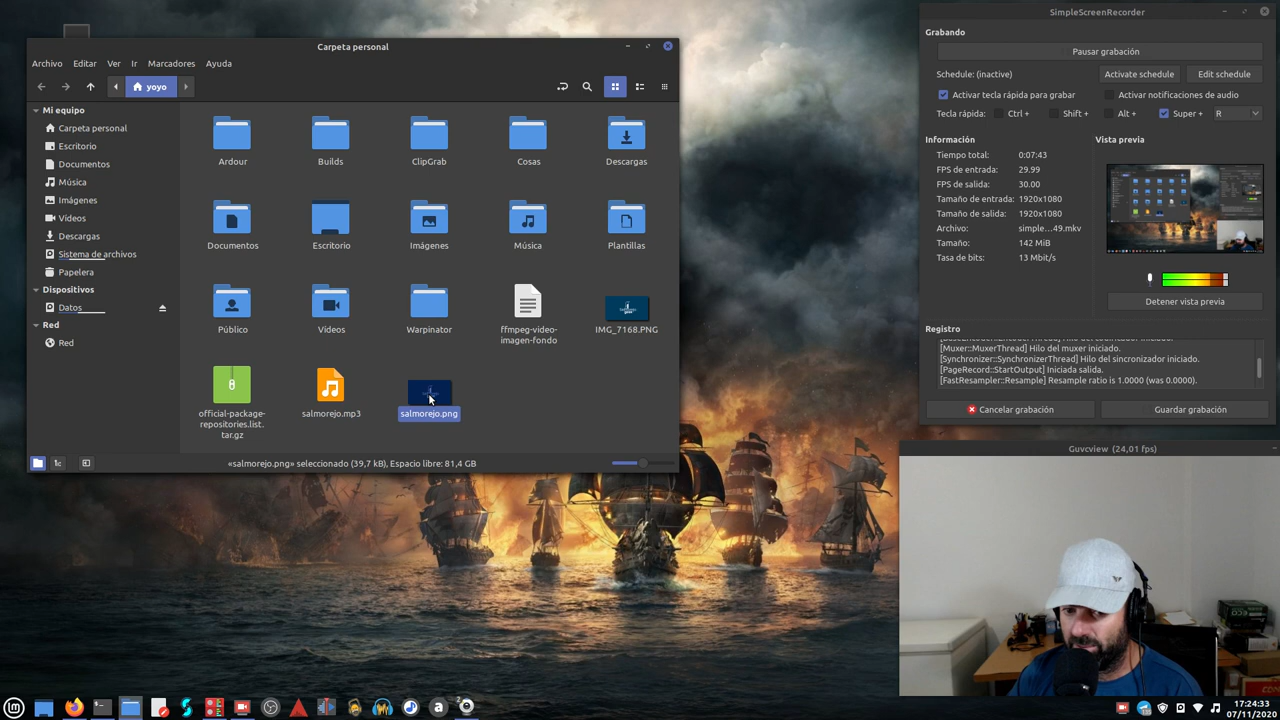 Carpeta personal
Archivo Editar Ver Ir Marcadores Ayuda
yoyo
Mi equipo
Carpeta personal
Escritorio
Documentos
Música
Imágenes
Vídeos
Descargas
Sistema de archivos
Papelera
Dispositivos
Datos
Red
Red
Ardour Builds ClipGrab Cosas Descargas
Documentos Escritorio Imágenes Música Plantillas
Público Vídeos Warpinator ffmpeg-video-imagen-fondo IMG_7168.PNG
official-package-repositories.list.tar.gz salmorejo.mp3 salmorejo.png
«salmorejo.png» seleccionado (39,7 kB), Espacio libre: 81,4 GB
SimpleScreenRecorder
Grabando
Pausar grabación
Schedule: (inactive) Activate schedule Edit schedule
Activar tecla rápida para grabar Activar notificaciones de audio
Tecla rápida: Ctrl + Shift + Alt + Super + R
Información Vista previa
Tiempo total: 0:07:43
FPS de entrada: 29.99
FPS de salida: 30.00
Tamaño de entrada: 1920x1080
Tamaño de salida: 1920x1080
Archivo: simple...49.mkv
Tamaño: 142 MiB
Tasa de bits: 13 Mbit/s
Detener vista previa
Registro
[Muxer::MuxerThread] Hilo del muxer iniciado.
[Synchronizer::SynchronizerThread] Hilo del sincronizador iniciado.
[PageRecord::StartOutput] Iniciada salida.
[FastResampler::Resample] Resample ratio is 1.0000 (was 0.0000).
Cancelar grabación Guardar grabación
Guvcview (24,01 fps)
17:24:33
07/11/2020